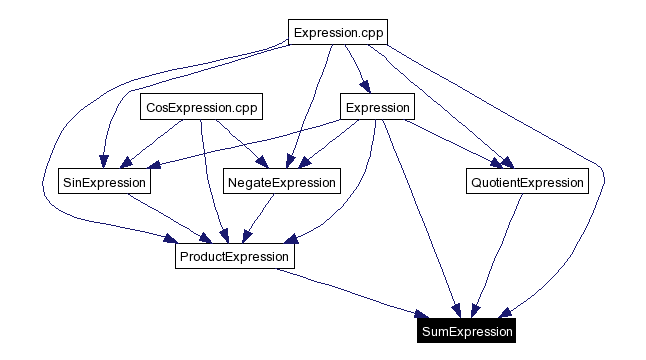 Expression.cpp
CosExpression.cpp
Expression
SinExpression
NegateExpression
QuotientExpression
ProductExpression
SumExpression